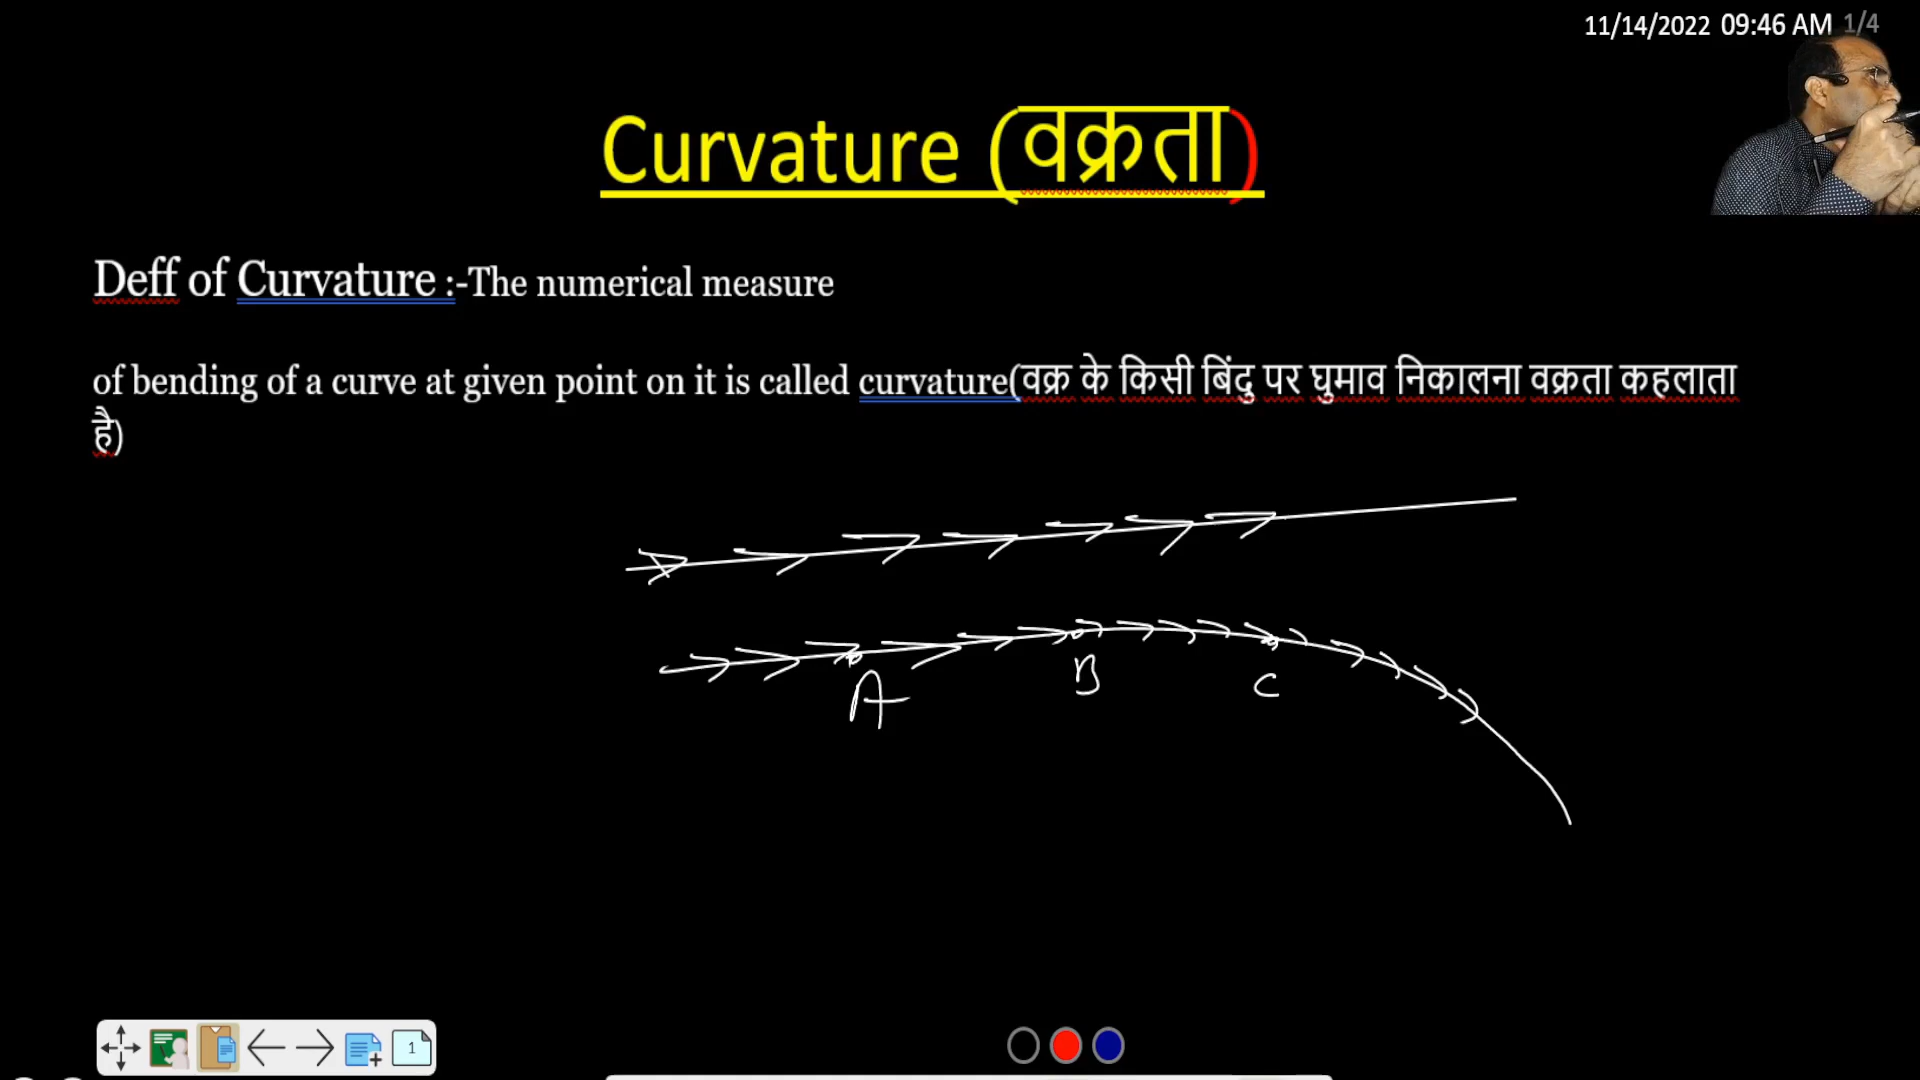 11/14/2022 09:46 AM 1/4
Curvature (वक्रता)
Deff of Curvature :-The numerical measure
of bending of a curve at given point on it is called curvature(वक्र के किसी बिंदु पर घुमाव निकालना वक्रता कहलाता
है)
A B C
1